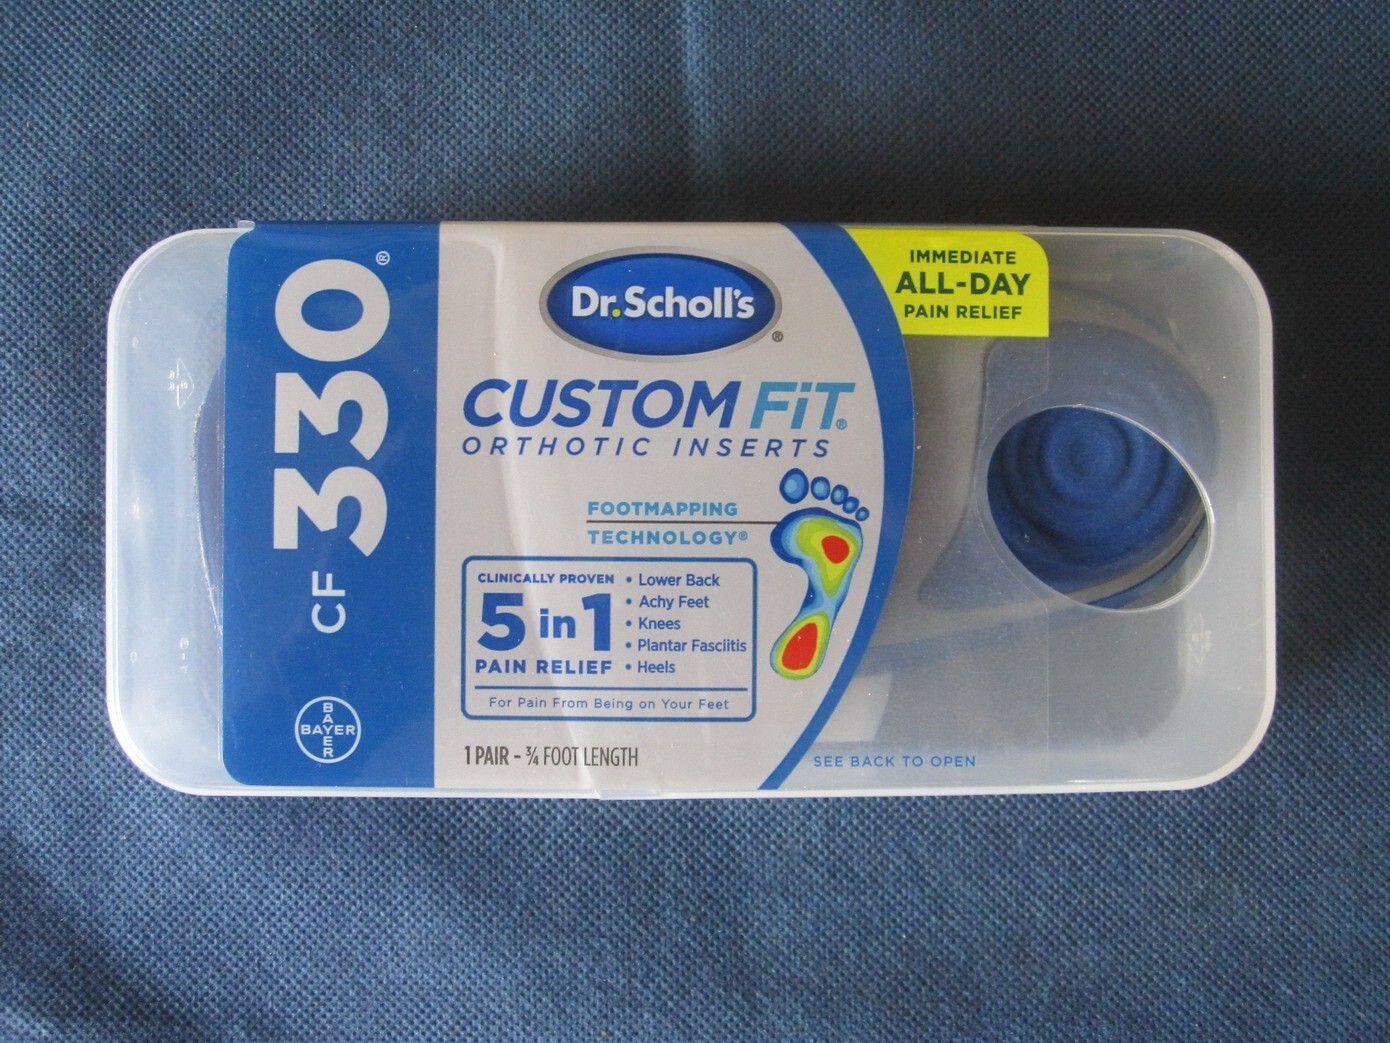 CF 330®
BAYER
BAYER
Dr.Scholl's®
CUSTOM FiT®
ORTHOTIC INSERTS
FOOTMAPPING
TECHNOLOGY®
CLINICALLY PROVEN
5 in 1
PAIN RELIEF
• Lower Back
• Achy Feet
• Knees
• Plantar Fasciitis
• Heels
For Pain From Being on Your Feet
1 PAIR - ¾ FOOT LENGTH
IMMEDIATE
ALL-DAY
PAIN RELIEF
SEE BACK TO OPEN